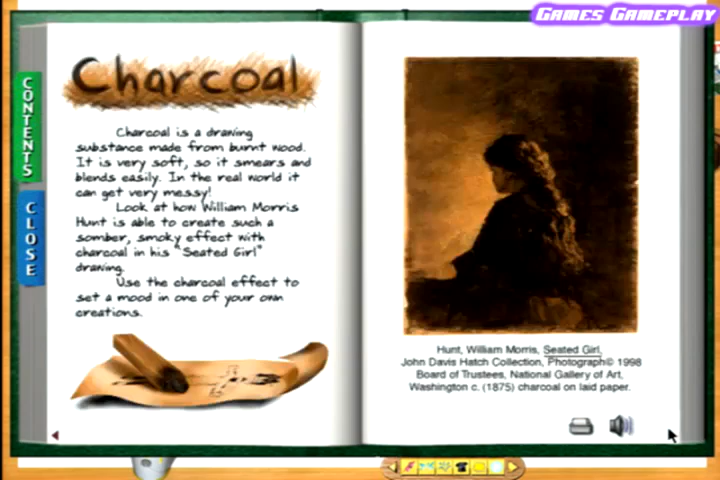 Games Gameplay
Charcoal
CONTENTS
CLOSE
Charcoal is a drawing
substance made from burnt wood.
It is very soft, so it smears and
blends easily. In the real world it
can get very messy!
Look at how William Morris
Hunt is able to create such a
somber, smoky effect with
charcoal in his "Seated Girl"
drawing.
Use the charcoal effect to
set a mood in one of your own
creations.
Hunt, William Morris, Seated Girl,
John Davis Hatch Collection, Photograph© 1998
Board of Trustees, National Gallery of Art,
Washington c. (1875) charcoal on laid paper.